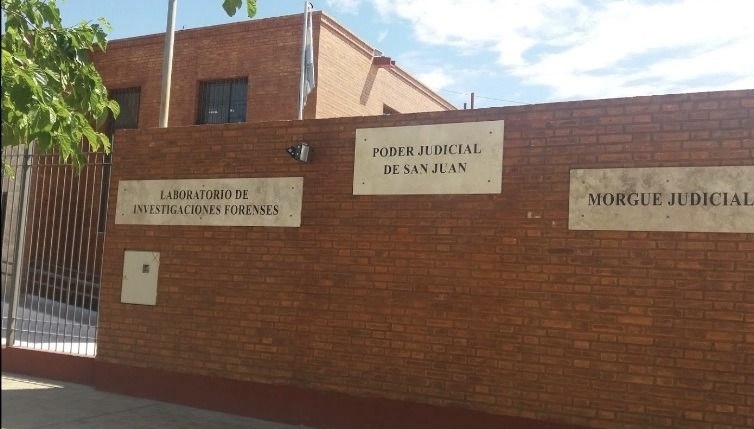 LABORATORIO DE
INVESTIGACIONES FORENSES
PODER JUDICIAL
DE SAN JUAN
MORGUE JUDICIAL